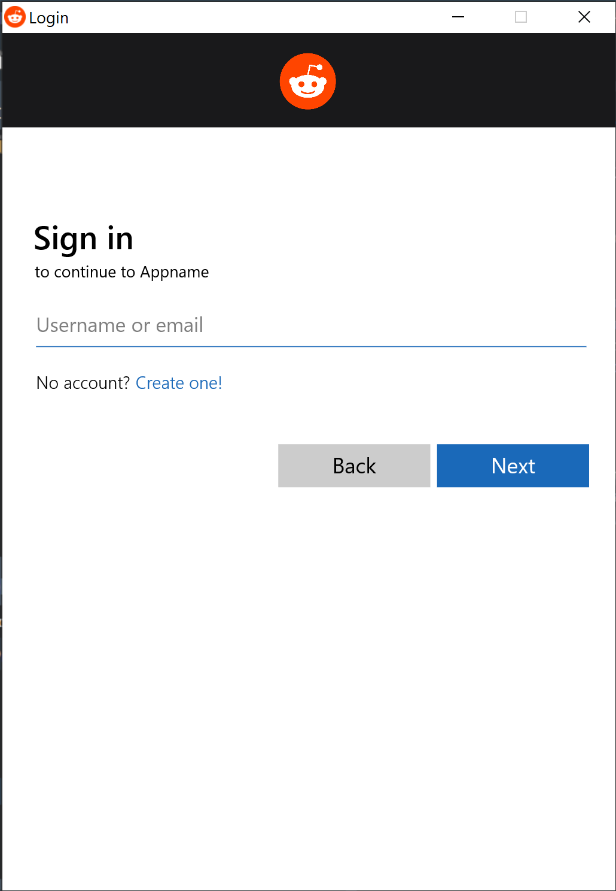 Login
Sign in
to continue to Appname
Username or email
No account? Create one!
Back Next